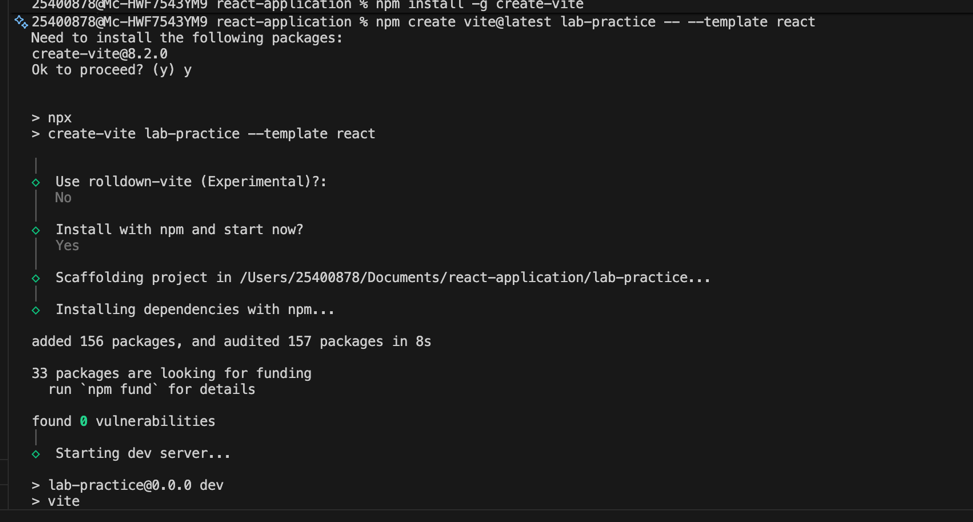 25400878@Mc-HWF7543YM9 react-application % npm install -g create-vite
25400878@Mc-HWF7543YM9 react-application % npm create vite@latest lab-practice -- --template react
Need to install the following packages:
create-vite@8.2.0
Ok to proceed? (y) y
> npx
> create-vite lab-practice --template react
Use rolldown-vite (Experimental)?:
No
Install with npm and start now?
Yes
Scaffolding project in /Users/25400878/Documents/react-application/lab-practice...
Installing dependencies with npm...
added 156 packages, and audited 157 packages in 8s
33 packages are looking for funding
run `npm fund` for details
found 0 vulnerabilities
Starting dev server...
> lab-practice@0.0.0 dev
> vite